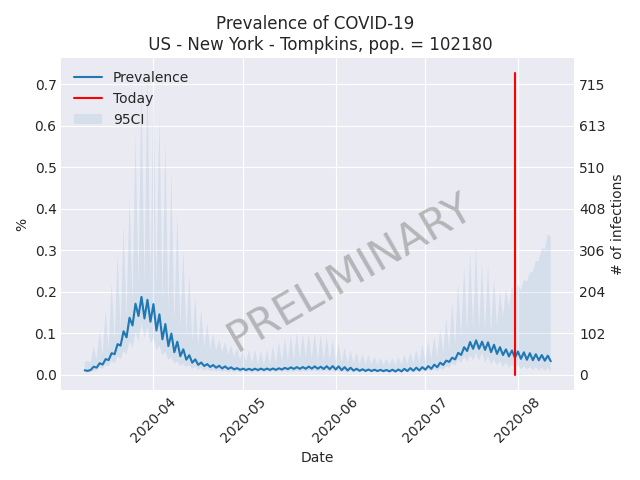 Prevalence of COVID-19
US - New York - Tompkins, pop. = 102180
Prevalence
Today
95CI
0.7
0.6
0.5
0.4
0.3
0.2
0.1
0.0
%
715
613
510
408
306
204
102
0
# of infections
PRELIMINARY
2020-04
2020-05
2020-06
2020-07
2020-08
Date